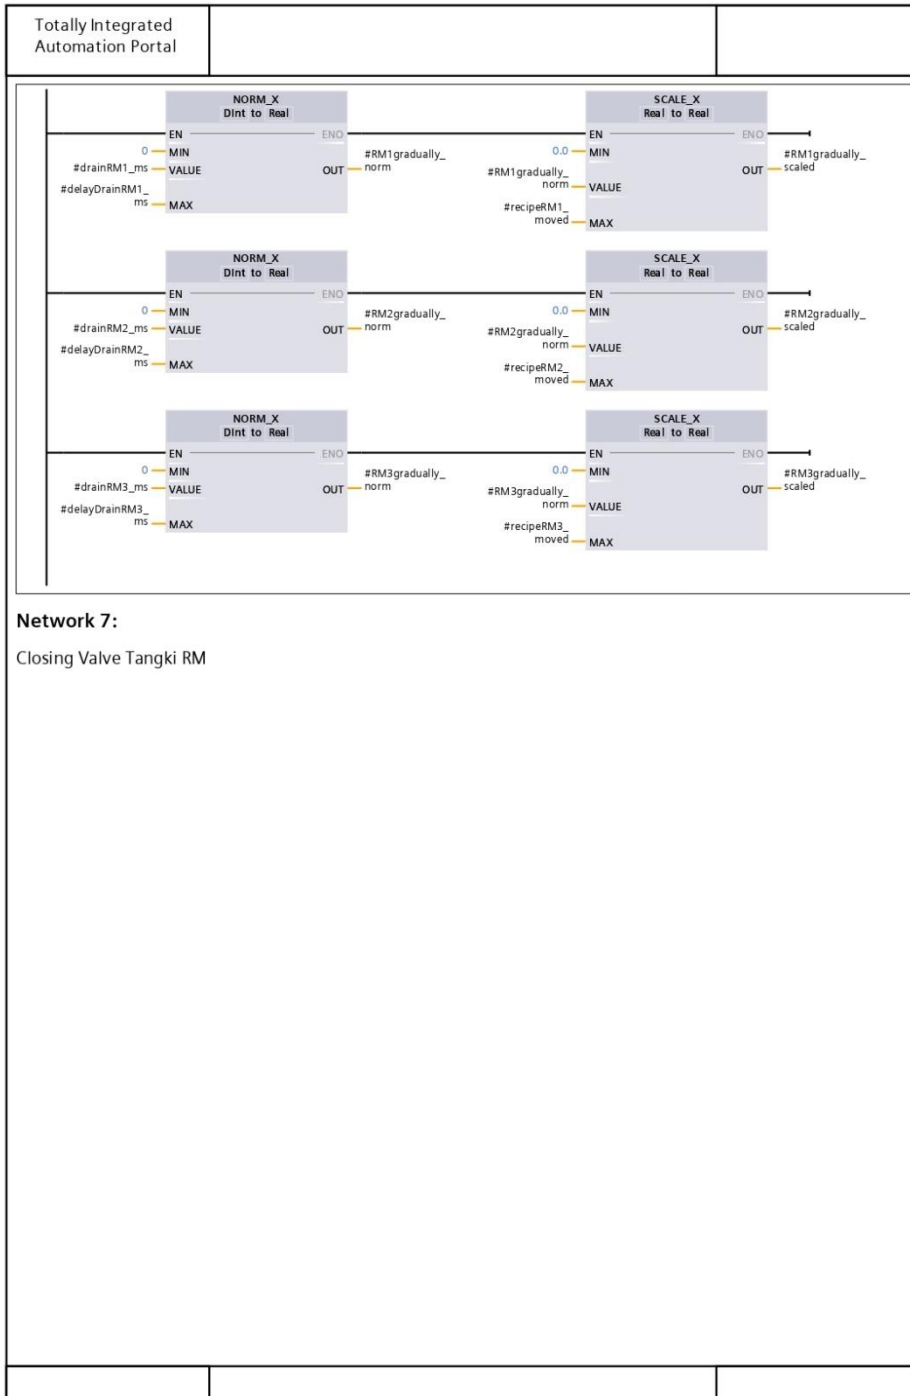 Totally Integrated
Automation Portal
NORM_X
Dint to Real
SCALE_X
Real to Real
EN
ENO
EN
ENO
0
MIN
#RM1gradually_
norm
0.0
MIN
#RM1gradually_
scaled
#drainRM1_ms
VALUE
OUT
#RM1gradually_
norm
VALUE
OUT
#delayDrainRM1_
ms
MAX
#recipeRM1_
moved
MAX
NORM_X
Dint to Real
SCALE_X
Real to Real
EN
ENO
EN
ENO
0
MIN
#RM2gradually_
norm
0.0
MIN
#RM2gradually_
scaled
#drainRM2_ms
VALUE
OUT
#RM2gradually_
norm
VALUE
OUT
#delayDrainRM2_
ms
MAX
#recipeRM2_
moved
MAX
NORM_X
Dint to Real
SCALE_X
Real to Real
EN
ENO
EN
ENO
0
MIN
#RM3gradually_
norm
0.0
MIN
#RM3gradually_
scaled
#drainRM3_ms
VALUE
OUT
#RM3gradually_
norm
VALUE
OUT
#delayDrainRM3_
ms
MAX
#recipeRM3_
moved
MAX
Network 7:
Closing Valve Tangki RM